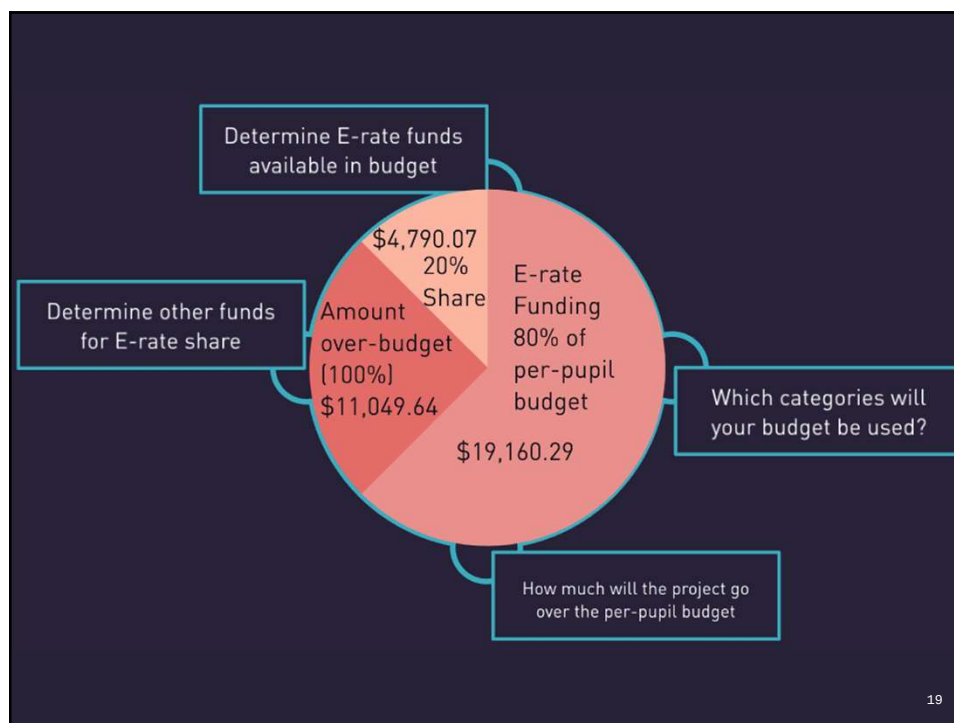 Determine E-rate funds
available in budget
$4,790.07
20%
Share
E-rate
Funding
80% of
per-pupil
budget
$19,160.29
Determine other funds
for E-rate share
Amount
over-budget
(100%)
$11,049.64
Which categories will
your budget be used?
How much will the project go
over the per-pupil budget
19